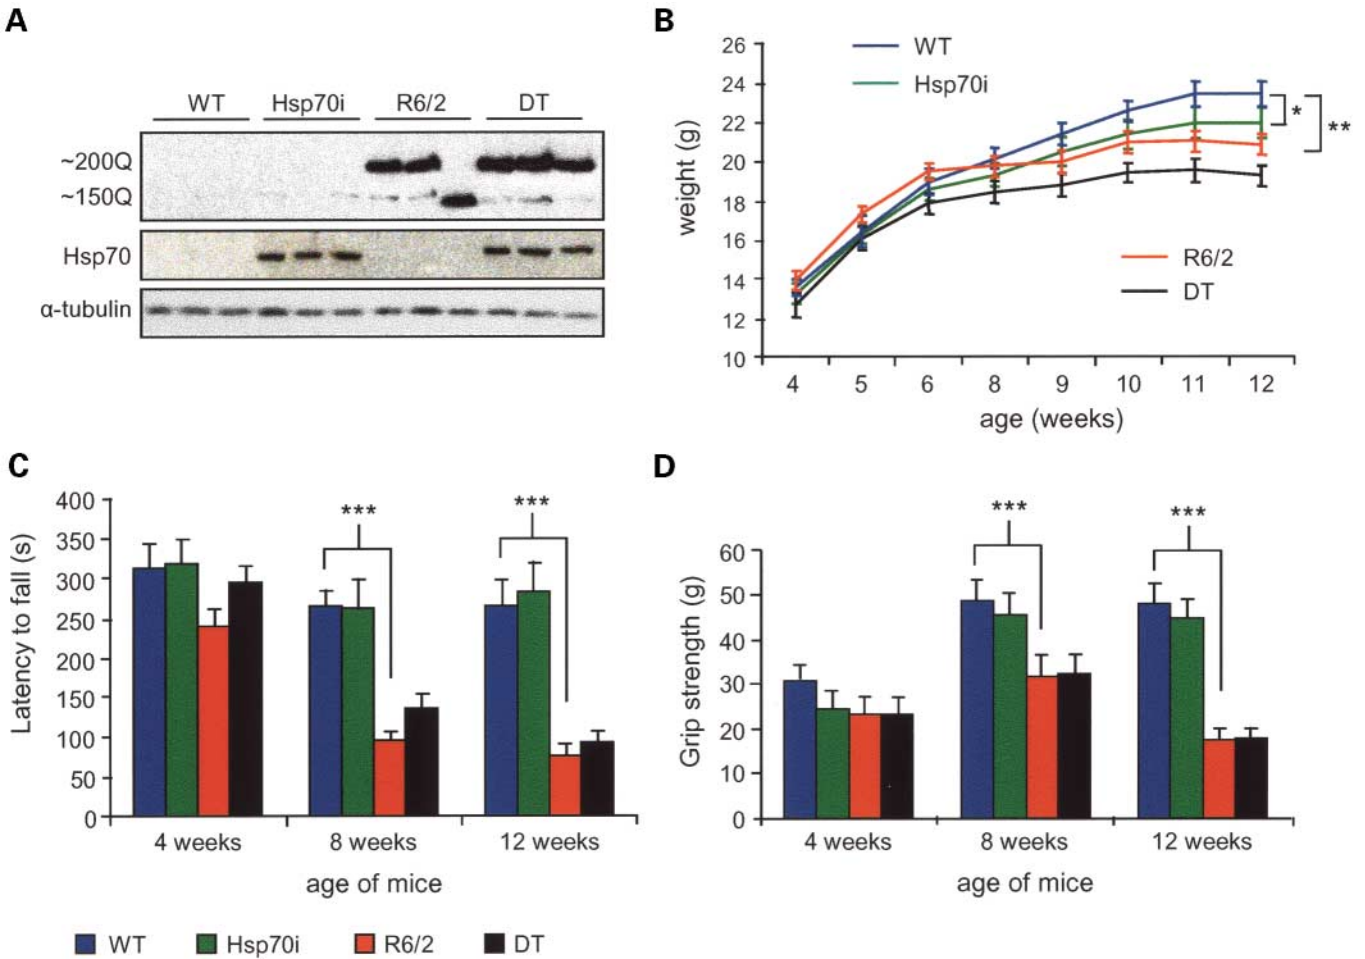 A
WT Hsp70i R6/2 DT
~200Q
~150Q
Hsp70
α-tubulin
B
26
24
22
20
18
16
14
12
10
weight (g)
WT
Hsp70i
* **
R6/2
DT
4 5 6 8 9 10 11 12
age (weeks)
C
400
350
300
250
200
150
100
50
0
Latency to fall (s)
*** ***
4 weeks 8 weeks 12 weeks
age of mice
D
60
50
40
30
20
10
0
Grip strength (g)
*** ***
4 weeks 8 weeks 12 weeks
age of mice
WT Hsp70i R6/2 DT